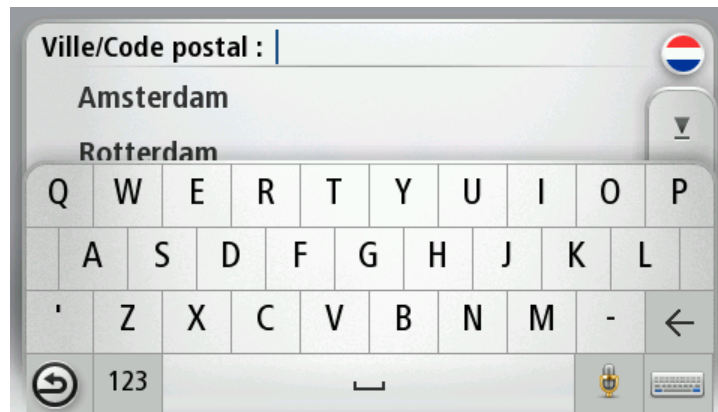 Ville/Code postal :
Amsterdam
Rotterdam
Q W E R T Y U I O P
A S D F G H J K L
' Z X C V B N M -
123